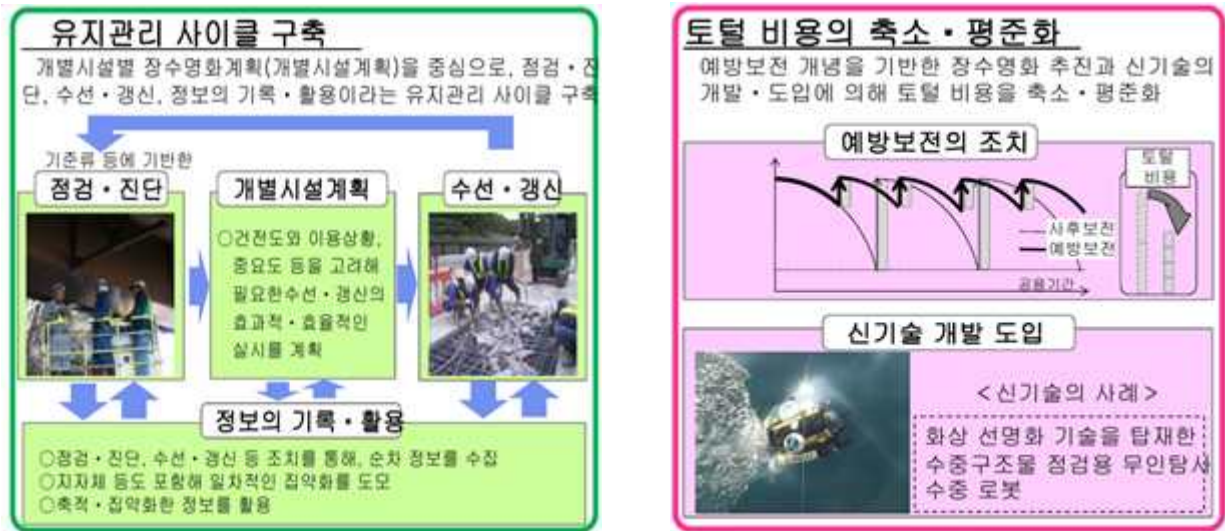 유지관리 사이클 구축
개별시설별 장수명화계획(개별시설계획)을 중심으로, 점검・진
단, 수선・갱신, 정보의 기록・활용이라는 유지관리 사이클 구축
기준류 등에 기반한
점검・진단
개별시설계획
○건전도와 이용상황,
중요도 등을 고려해
필요한수선・갱신의
효과적・효율적인
실시를 계획
수선・갱신
정보의 기록・활용
○점검・진단, 수선・갱신 등 조치를 통해, 순차 정보를 수집
○지자체 등도 포함해 일차적인 집약화를 도모
○축적・집약화한 정보를 활용
토털 비용의 축소・평준화
예방보전 개념을 기반한 장수명화 추진과 신기술의
개발・도입에 의해 토털 비용을 축소・평준화
예방보전의 조치
사후보전
예방보전
공용기간
토털
비용
신기술 개발 도입
<신기술의 사례>
화상 선명화 기술을 탑재한
수중구조물 점검용 무인탐사
수중 로봇